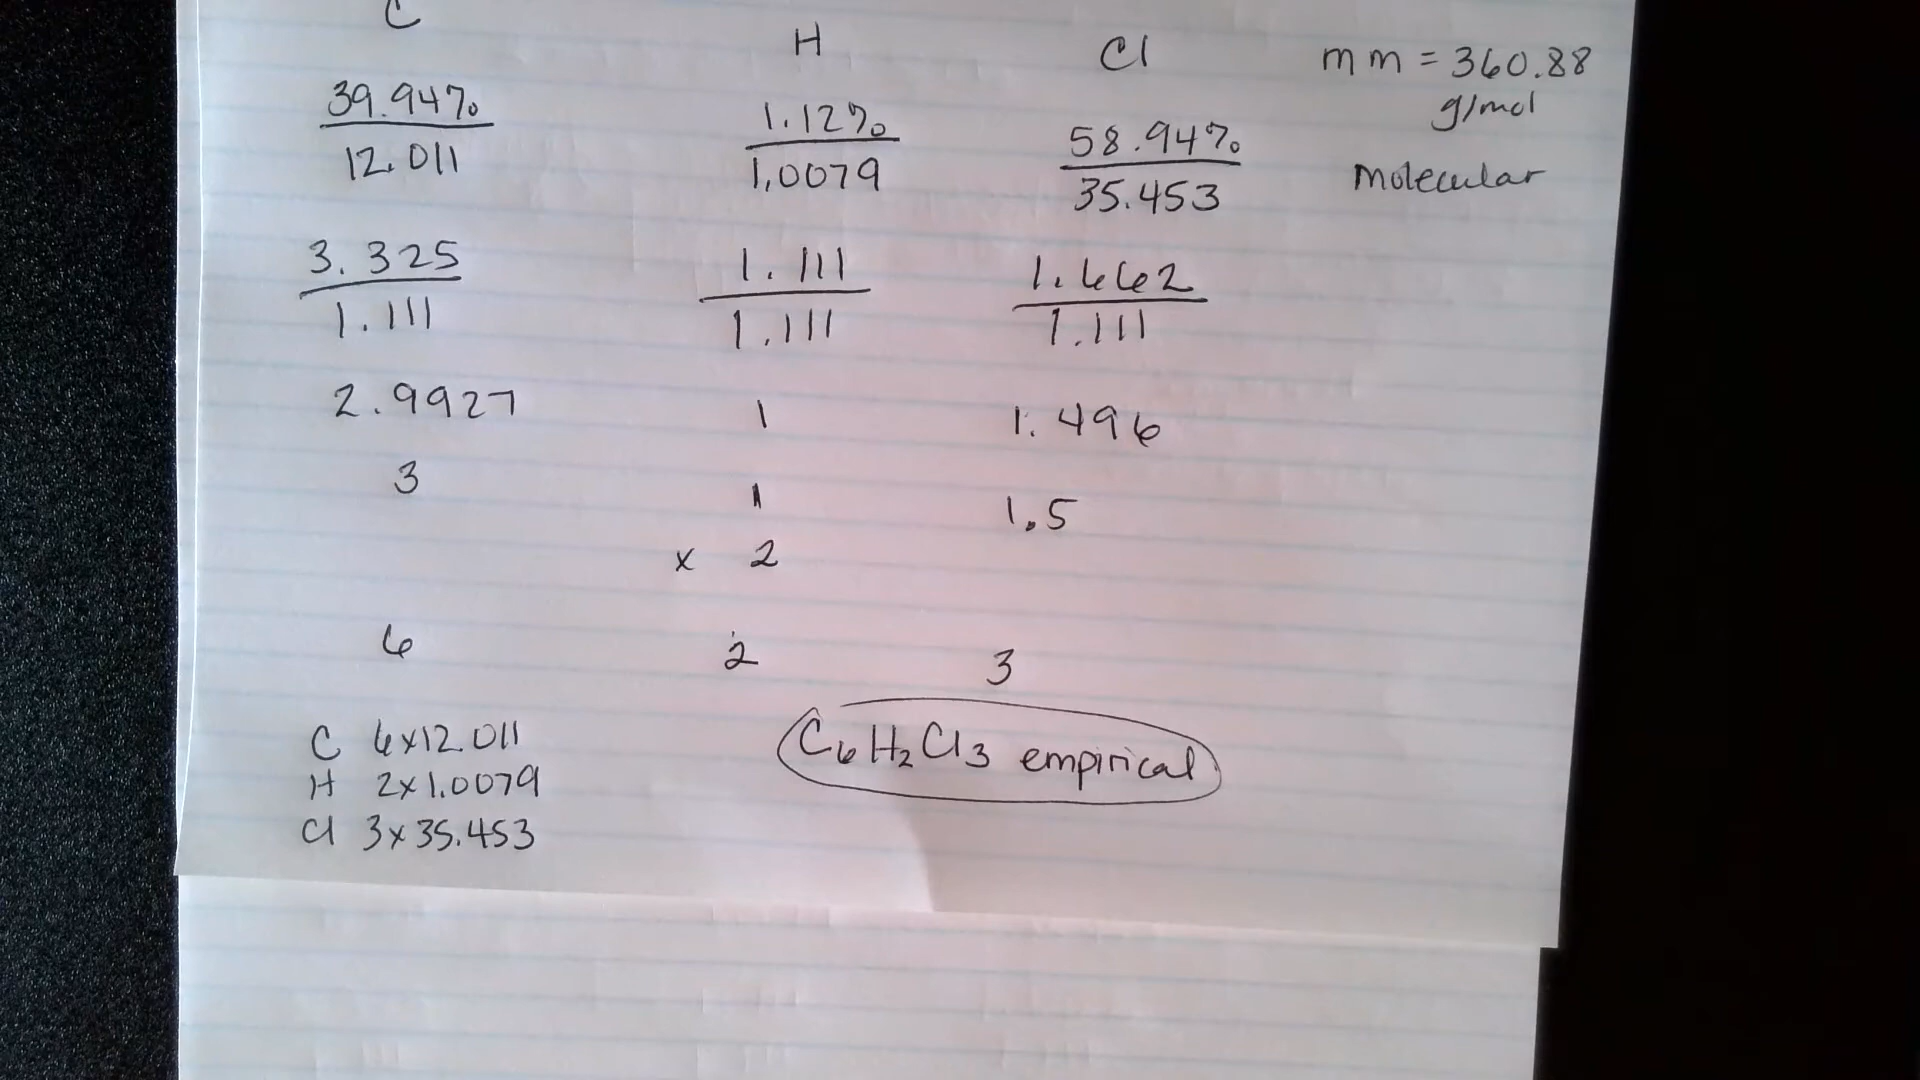 C H Cl mm = 360.88
g/mol
39.94% 1.12% 58.94%
12.011 1.0079 35.453
Molecular
3.325 1.111 1.662
1.111 1.111 1.111
2.9927 1 1.496
3 1 1.5
x 2
6 2 3
C 6x12.011
H 2x1.0079
Cl 3x35.453
C6H2Cl3 empirical